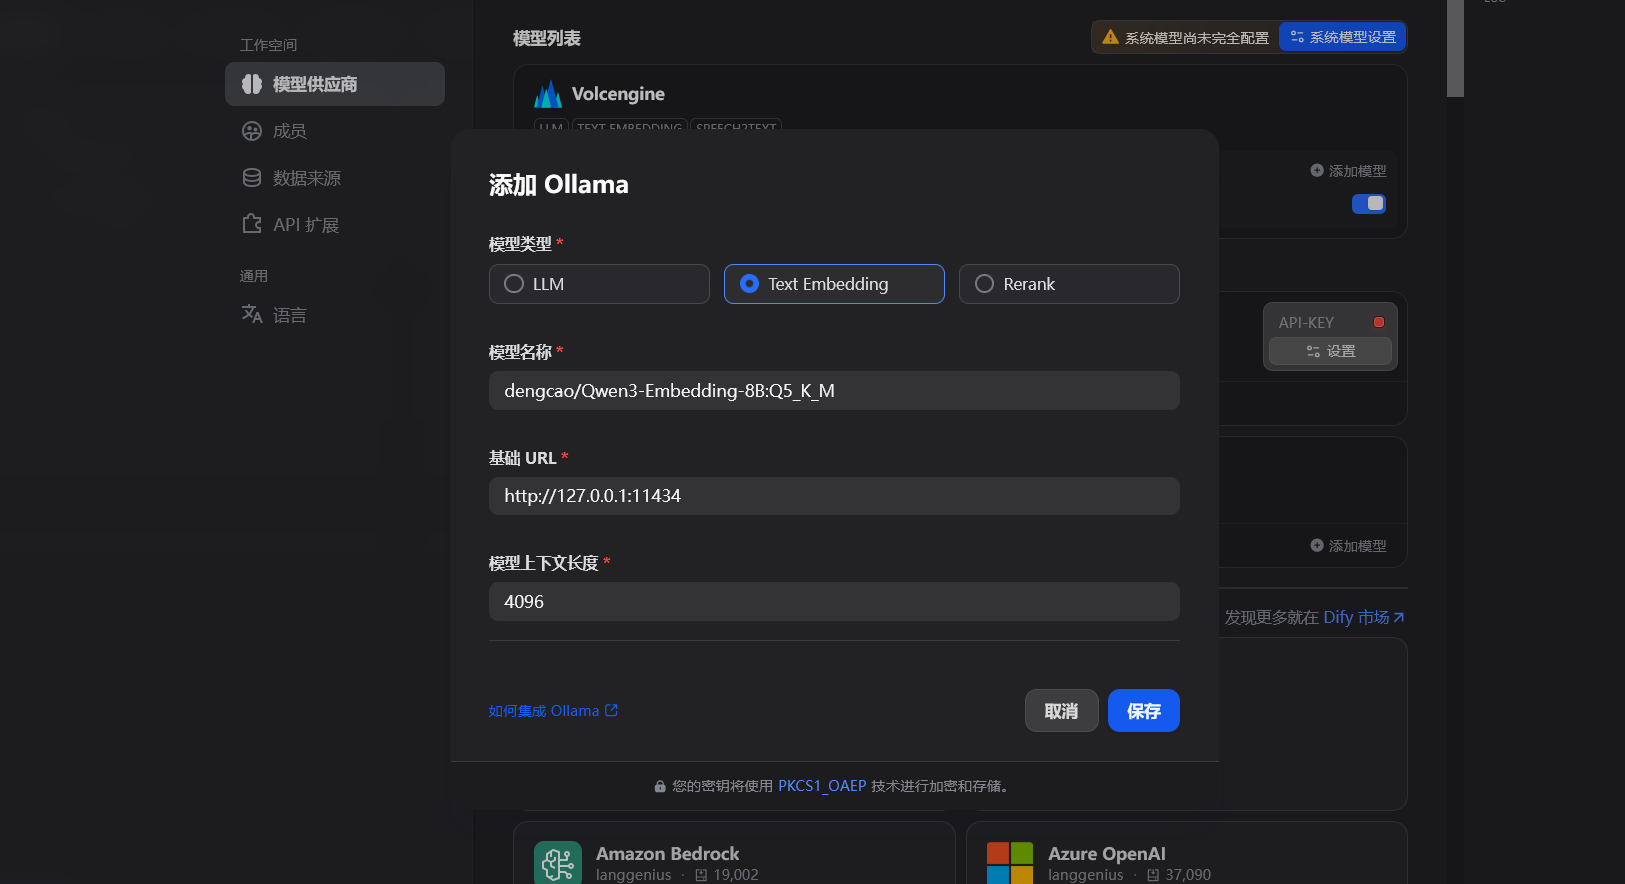 工作空间
模型供应商
成员
数据来源
API 扩展
通用
语言
模型列表
系统模型尚未完全配置
系统模型设置
Volcengine
LLM TEXT EMBEDDING SPEECH2TEXT
添加模型
添加 Ollama
模型类型 *
LLM
Text Embedding
Rerank
模型名称 *
dengcao/Qwen3-Embedding-8B:Q5_K_M
基础 URL *
http://127.0.0.1:11434
模型上下文长度 *
4096
如何集成 Ollama
取消
保存
您的密钥将使用 PKCS1_OAEP 技术进行加密和存储。
API-KEY
设置
添加模型
发现更多就在 Dify 市场
Amazon Bedrock
langgenius · 19,002
Azure OpenAI
langgenius · 37,090